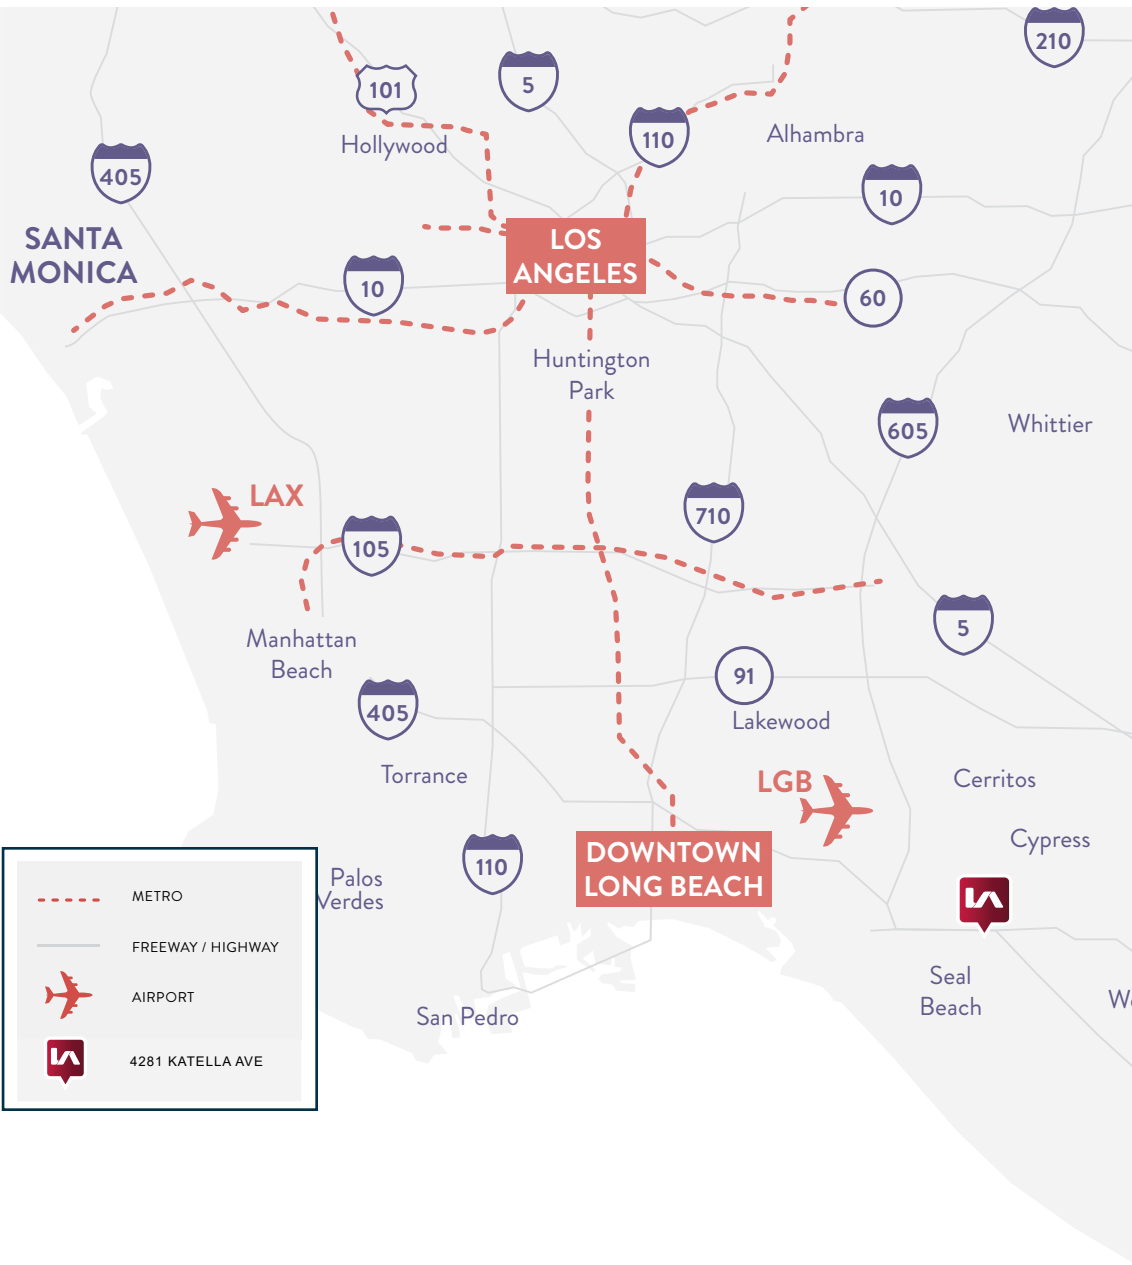 210
5
101
110
Alhambra
Hollywood
405
10
SANTA
MONICA
LOS
ANGELES
10
60
Huntington
Park
605
Whittier
LAX
710
105
5
Manhattan
Beach
91
405
Lakewood
Torrance
LGB
Cerritos
Cypress
110
DOWNTOWN
LONG BEACH
Palos
Verdes
LA
Seal
Beach
San Pedro
METRO
FREEWAY / HIGHWAY
AIRPORT
LA
4281 KATELLA AVE